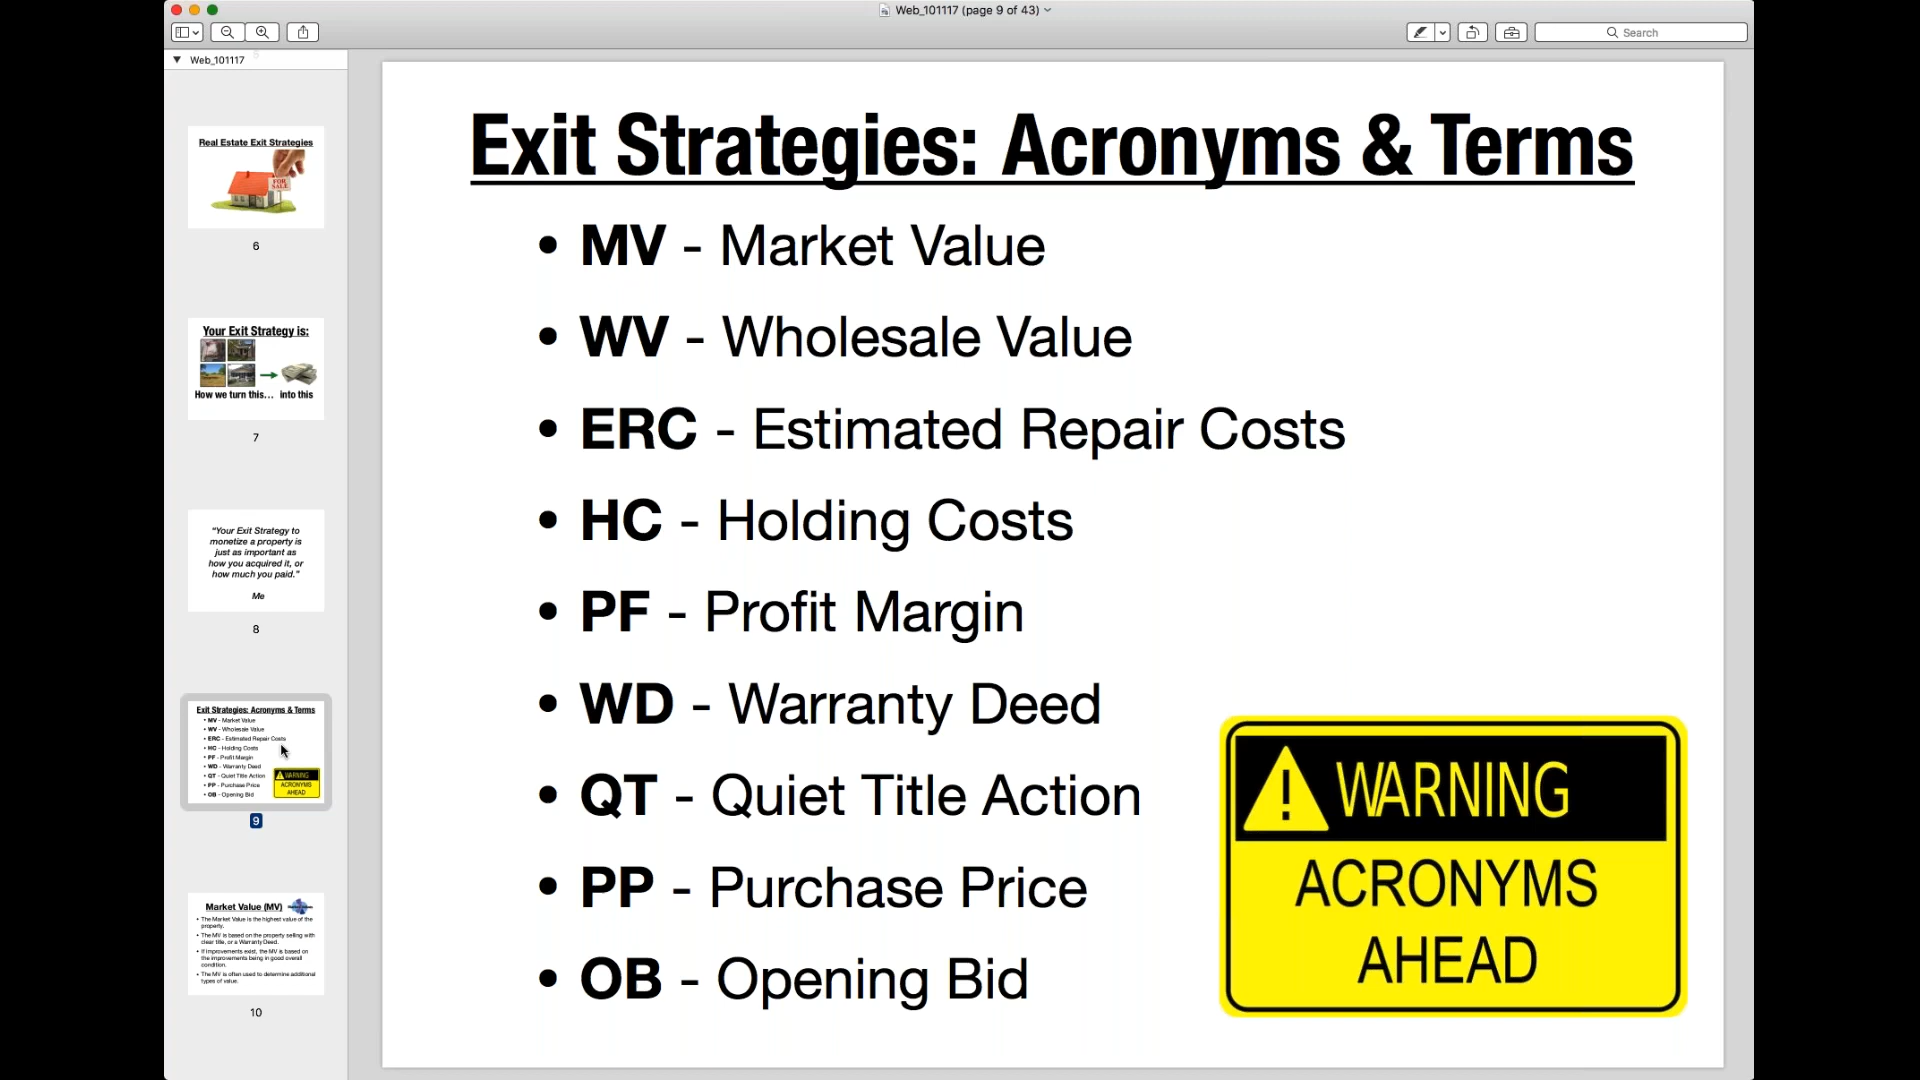 Web_101117 (page 9 of 43)
Search
Web_101117
Real Estate Exit Strategies
FOR
SALE
6
Your Exit Strategy is:
How we turn this... into this
7
“Your Exit Strategy to
monetize a property is
just as important as
how you acquired it, or
how much you paid.”
Me
8
Exit Strategies: Acronyms & Terms
• MV - Market Value
• WV - Wholesale Value
• ERC - Estimated Repair Costs
• HC - Holding Costs
• PF - Profit Margin
• WD - Warranty Deed
• QT - Quiet Title Action
• PP - Purchase Price
• OB - Opening Bid
WARNING
ACRONYMS
AHEAD
9
Market Value (MV)
• The Market Value is the highest value of the
property.
• The MV is based on the property selling with
clear title, or a Warranty Deed.
• If improvements exist, the MV is based on
the improvements being in good overall
condition.
• The MV is often used to determine additional
types of value.
10
Exit Strategies: Acronyms & Terms
• MV - Market Value
• WV - Wholesale Value
• ERC - Estimated Repair Costs
• HC - Holding Costs
• PF - Profit Margin
• WD - Warranty Deed
• QT - Quiet Title Action
• PP - Purchase Price
• OB - Opening Bid
WARNING
ACRONYMS
AHEAD